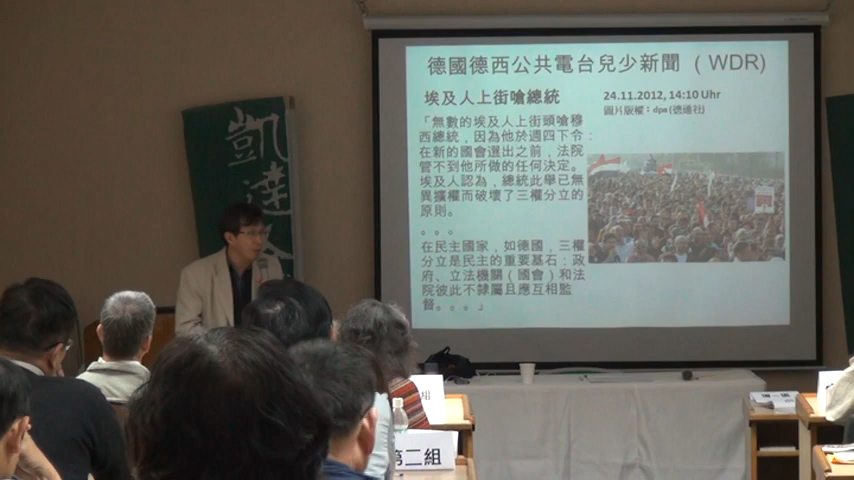 德國德西公共電台兒少新聞 ( WDR)
埃及人上街嗆總統
24.11.2012, 14:10 Uhr
圖片版權：dpa (德通社)
「無數的埃及人上街頭嗆穆
西總統，因為他於週四下令：
在新的國會選出之前，法院
管不到他所做的任何決定。
埃及人認為，總統此舉已無
異擴權而破壞了三權分立的
原則。
。。。
在民主國家，如德國，三權
分立是民主的重要基石：政
府、立法機關（國會）和法
院彼此不隸屬且應互相監
督。。。。」
凱達
第二組